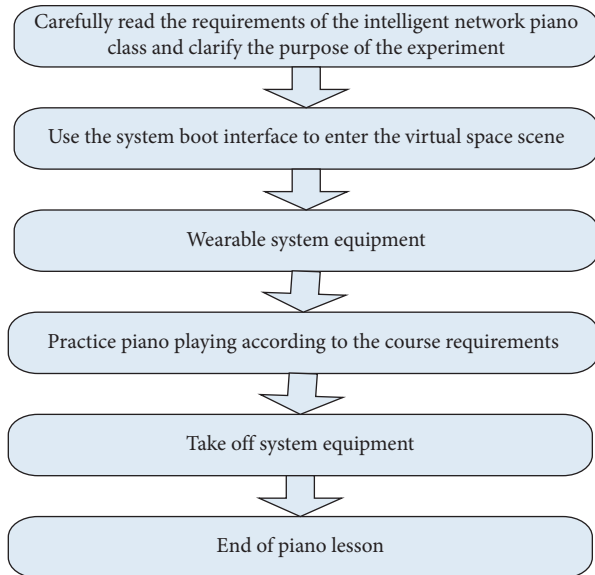 Carefully read the requirements of the intelligent network piano
class and clarify the purpose of the experiment
Use the system boot interface to enter the virtual space scene
Wearable system equipment
Practice piano playing according to the course requirements
Take off system equipment
End of piano lesson